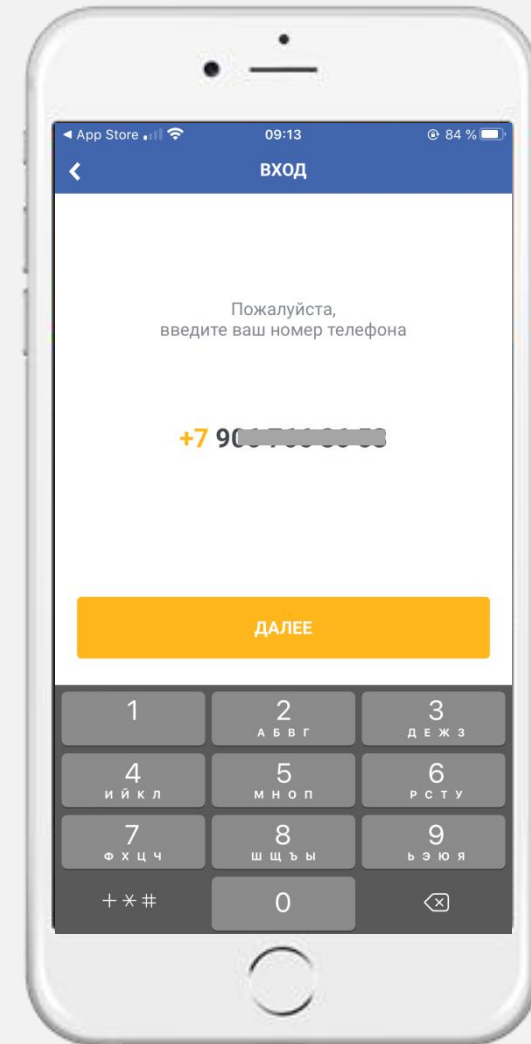 App Store 09:13 84 %
ВХОД
Пожалуйста,
введите ваш номер телефона
+7
ДАЛЕЕ
1 2 3
А Б В Г Д Е Ж З
4 5 6
И Й К Л М Н О П Р С Т У
7 8 9
Ф Х Ц Ч Ш Щ Ъ Ы Ь Э Ю Я
+*# 0